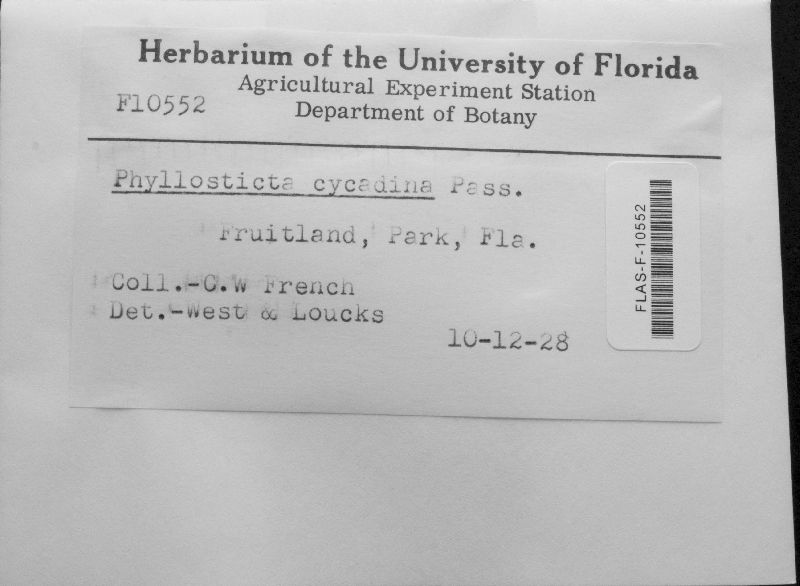 Herbarium of the University of Florida
Agricultural Experiment Station
F10552
Department of Botany
Phyllosticta cycadina Pass.
Fruitland, Park, Fla.
Coll.-C.W French
Det.-West & Loucks
10-12-28
FLAS-F-10552